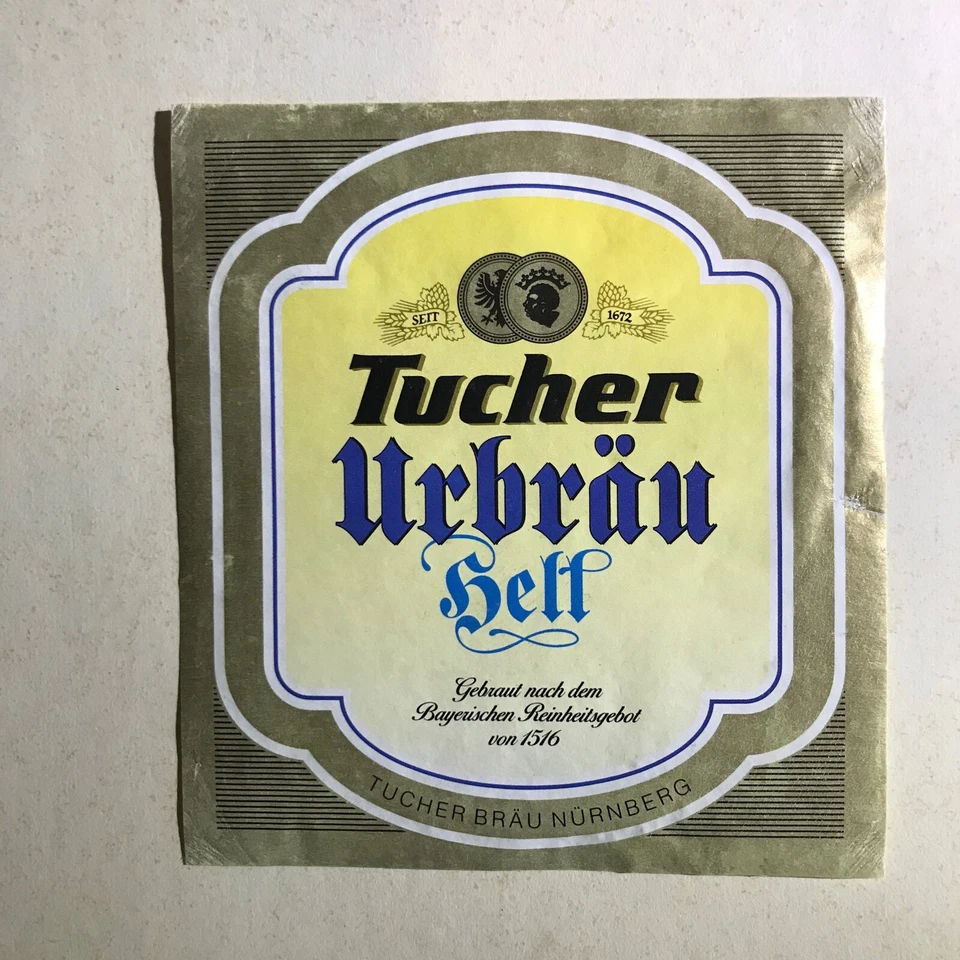 SEIT 1672
Tucher
Urbräu
Hell
Gebraut nach dem
Bayerischen Reinheitsgebot
von 1516
TUCHER BRÄU NÜRNBERG